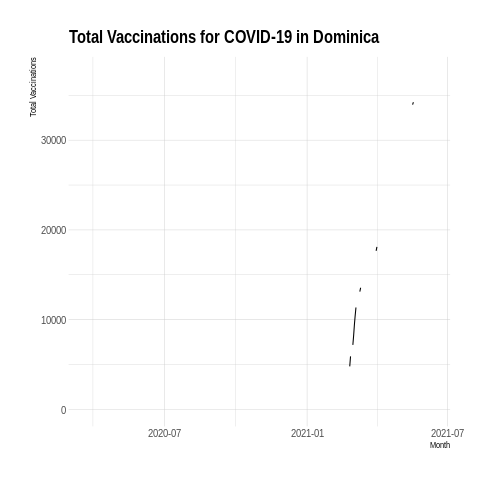 Total Vaccinations for COVID-19 in Dominica
Total Vaccinations
30000
20000
10000
0
2020-07
2021-01
2021-07
Month